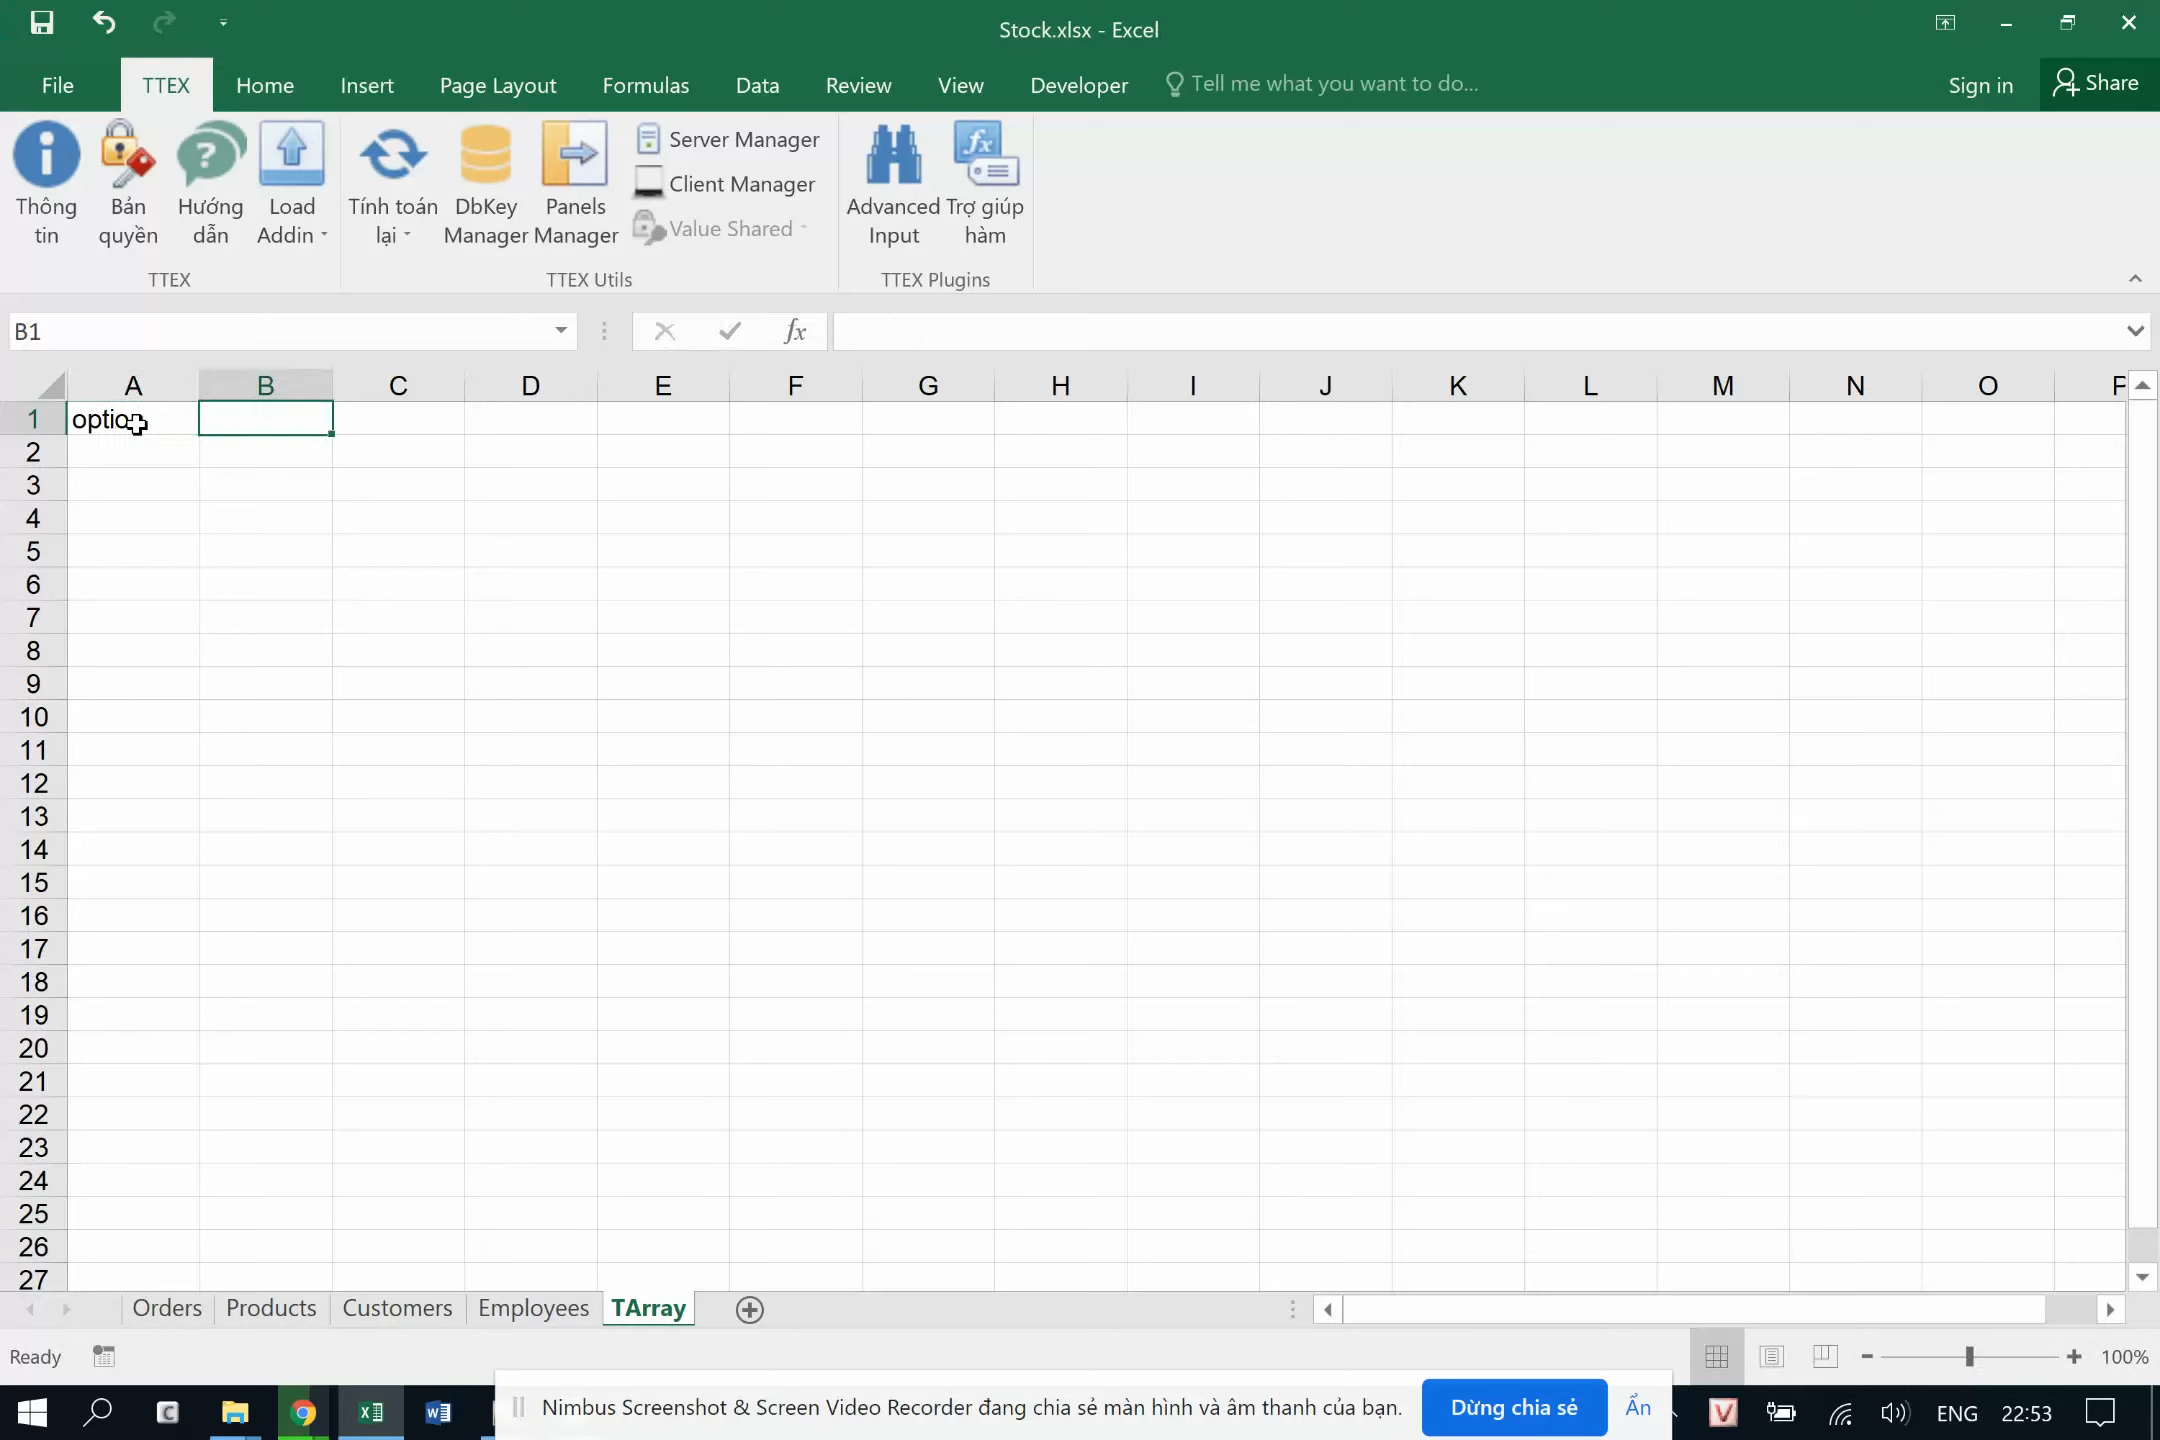 Stock.xlsx - Excel
File TTEX Home Insert Page Layout Formulas Data Review View Developer Tell me what you want to do... Sign in Share
Thông tin
Bản quyền
Hướng dẫn
Load Addin
Tính toán lại
DbKey Manager
Panels Manager
Server Manager
Client Manager
Value Shared
Advanced Input
Trợ giúp hàm
TTEX TTEX Utils TTEX Plugins
B1 fx
A B C D E F G H I J K L M N O
1
2
3
4
5
6
7
8
9
10
11
12
13
14
15
16
17
18
19
20
21
22
23
24
25
26
27
Orders Products Customers Employees TArray
Ready 100%
Nimbus Screenshot & Screen Video Recorder đang chia sẻ màn hình và âm thanh của bạn. Dừng chia sẻ Ẩn
ENG 22:53